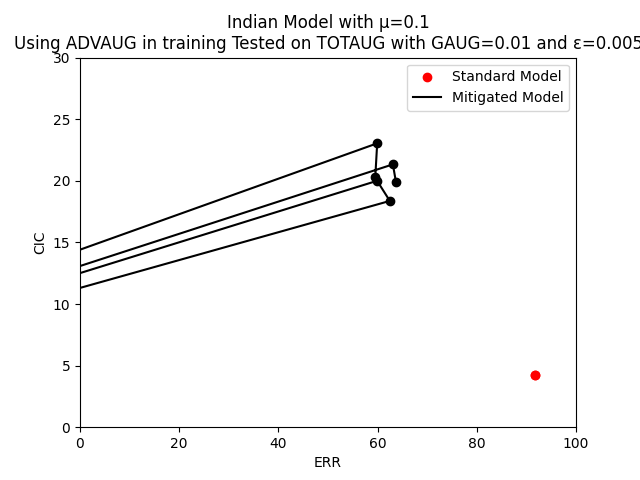 Indian Model with μ=0.1
Using ADVAUG in training Tested on TOTAUG with GAUG=0.01 and ε=0.005
30
25
20
15
10
5
0
CIC
Standard Model
Mitigated Model
0 20 40 60 80 100
ERR